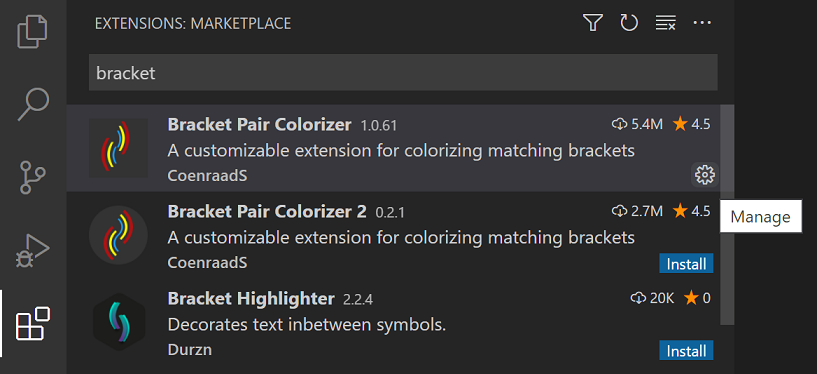 EXTENSIONS: MARKETPLACE
bracket
Bracket Pair Colorizer 1.0.61 5.4M 4.5
A customizable extension for colorizing matching brackets
CoenraadS
Bracket Pair Colorizer 2 0.2.1 2.7M 4.5
Manage
A customizable extension for colorizing matching brackets
CoenraadS Install
Bracket Highlighter 2.2.4 20K 0
Decorates text inbetween symbols.
Durzn Install